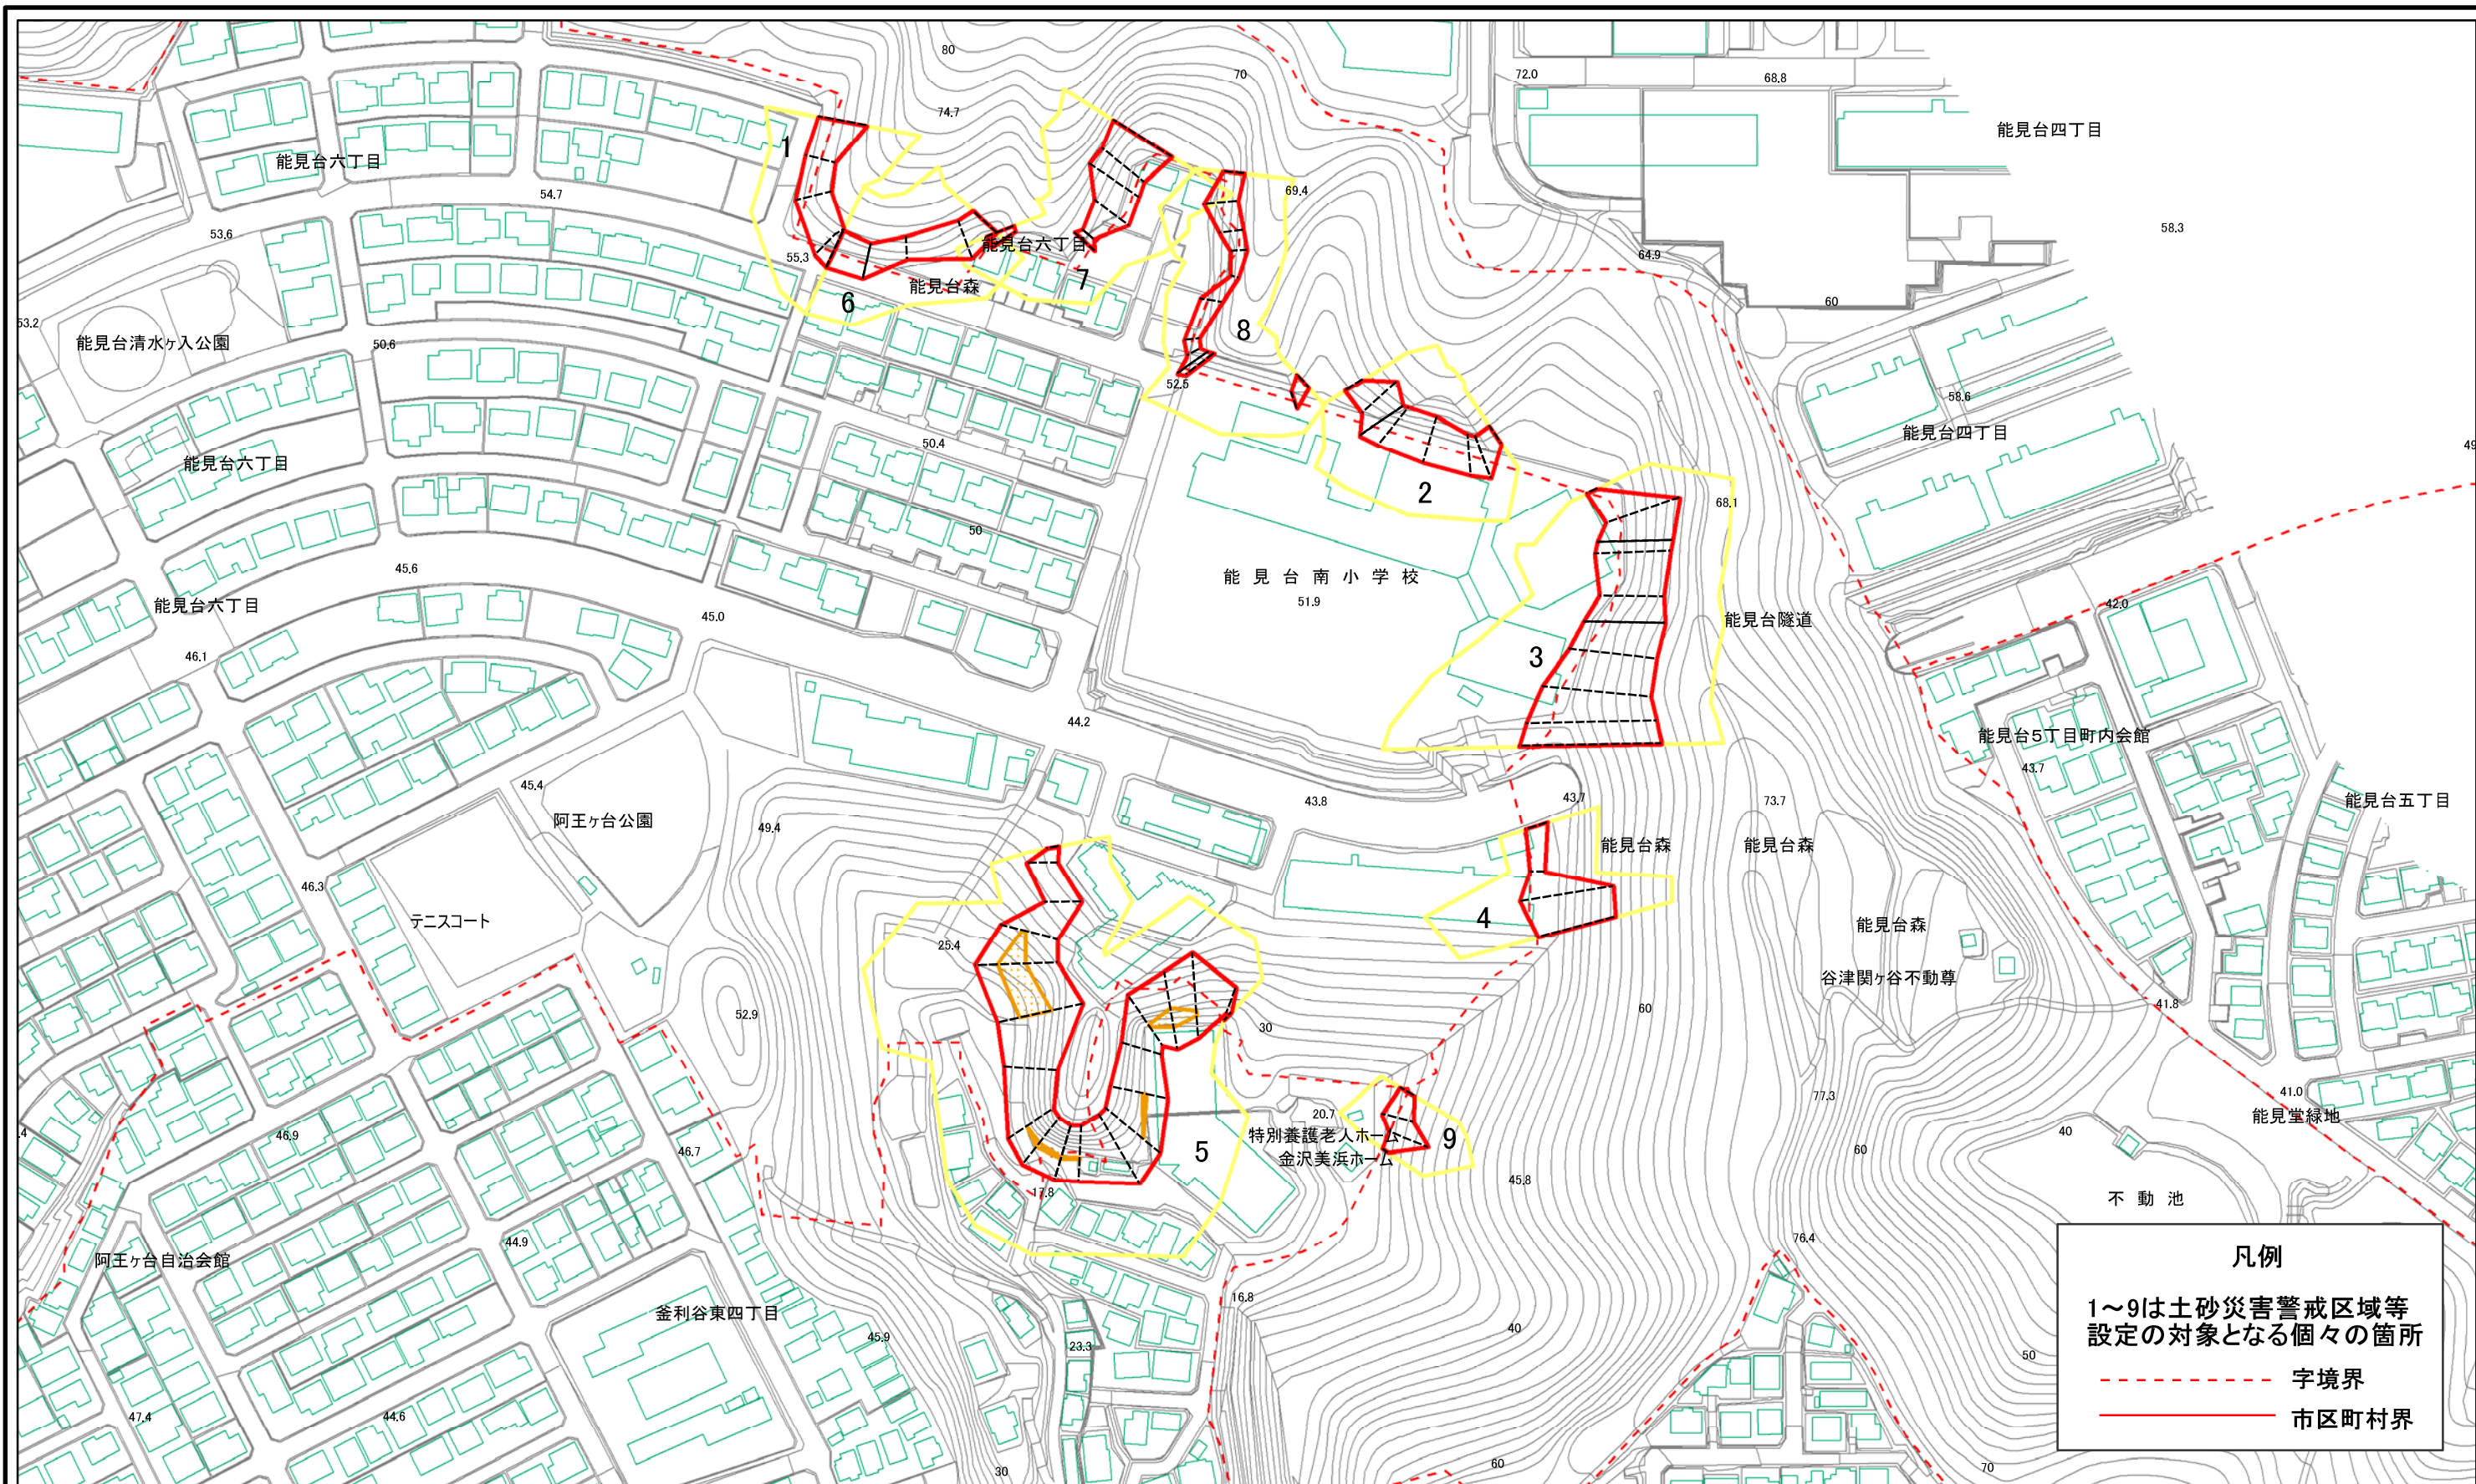 80
70
72.0
68.8
74.7
能見台四丁目
1
能見台六丁目
54.7
69.4
53.6
58.3
能見台六丁目
55.3
64.9
7
能見台森
6
60
53.2
8
能見台清水ヶ入公園
50.6
52.5
58.6
能見台四丁目
50.4
49
能見台六丁目
2
68.1
50
45.6
能見台南小学校
51.9
能見台六丁目
42.0
45.0
能見台隧道
46.1
3
44.2
能見台5丁目町内会館
43.7
45.4
43.8
43.7
73.7
能見台五丁目
阿王ヶ台公園
49.4
能見台森
能見台森
46.3
テニスコート
4
能見台森
25.4
谷津関ヶ谷不動尊
52.9
60
41.8
30
77.3
41.0
20.7
能見堂緑地
.4
46.9
特別養護老人ホーム
金沢美浜ホーム
9
40
46.7
5
60
17.8
45.8
不動池
44.9
76.4
阿王ヶ台自治会館
16.8
釜利谷東四丁目
45.9
40
23.3
50
47.4
44.6
30
60
70
凡例
1～9は土砂災害警戒区域等
設定の対象となる個々の箇所
字境界
市区町村界